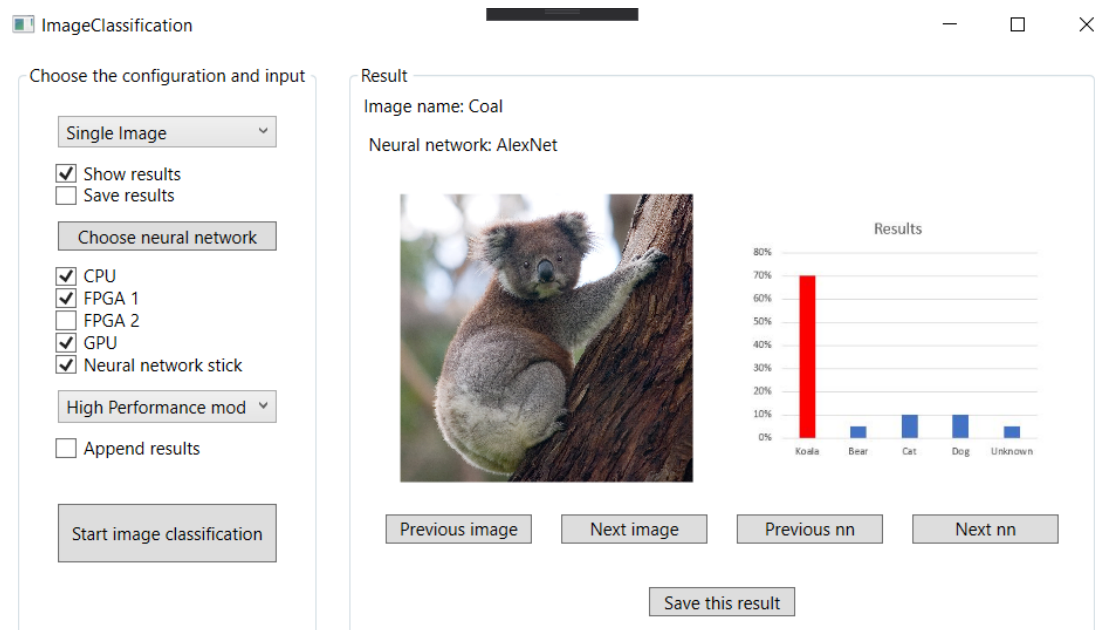 ImageClassification
Choose the configuration and input
Single Image
Show results
Save results
Choose neural network
CPU
FPGA 1
FPGA 2
GPU
Neural network stick
High Performance mod
Append results
Start image classification
Result
Image name: Coal
Neural network: AlexNet
Results
80%
70%
60%
50%
40%
30%
20%
10%
0%
Koala Bear Cat Dog Unknown
Previous image
Next image
Previous nn
Next nn
Save this result